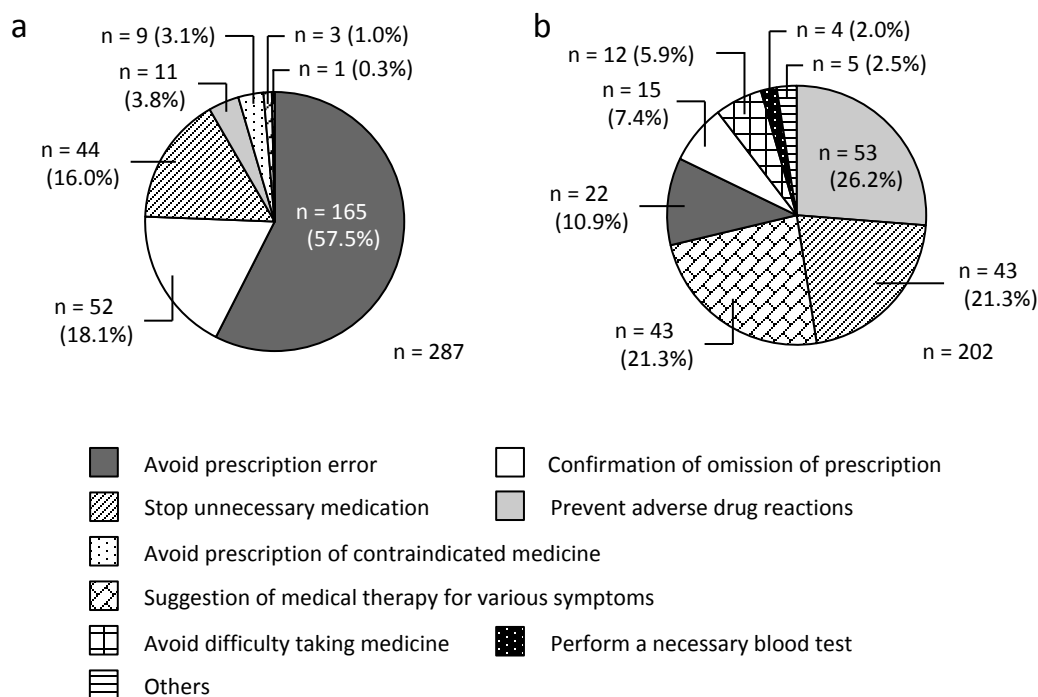 a
n = 9 (3.1%)
n = 3 (1.0%)
n = 1 (0.3%)
n = 11
(3.8%)
n = 44
(16.0%)
n = 165
(57.5%)
n = 52
(18.1%)
n = 287
b
n = 4 (2.0%)
n = 12 (5.9%)
n = 5 (2.5%)
n = 15
(7.4%)
n = 53
(26.2%)
n = 22
(10.9%)
n = 43
(21.3%)
n = 43
(21.3%)
n = 202
Avoid prescription error
Confirmation of omission of prescription
Stop unnecessary medication
Prevent adverse drug reactions
Avoid prescription of contraindicated medicine
Suggestion of medical therapy for various symptoms
Avoid difficulty taking medicine
Perform a necessary blood test
Others